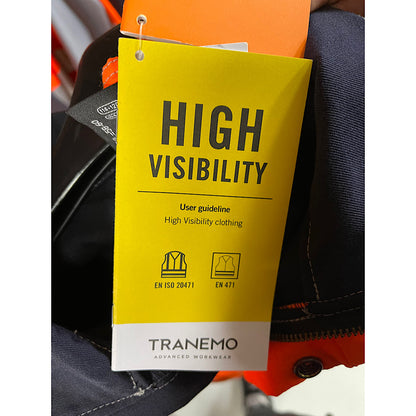 HIGH
VISIBILITY
User guideline
High Visibility clothing
EN ISO 20471
EN 471
TRANEMO
ADVANCED WORKWEAR